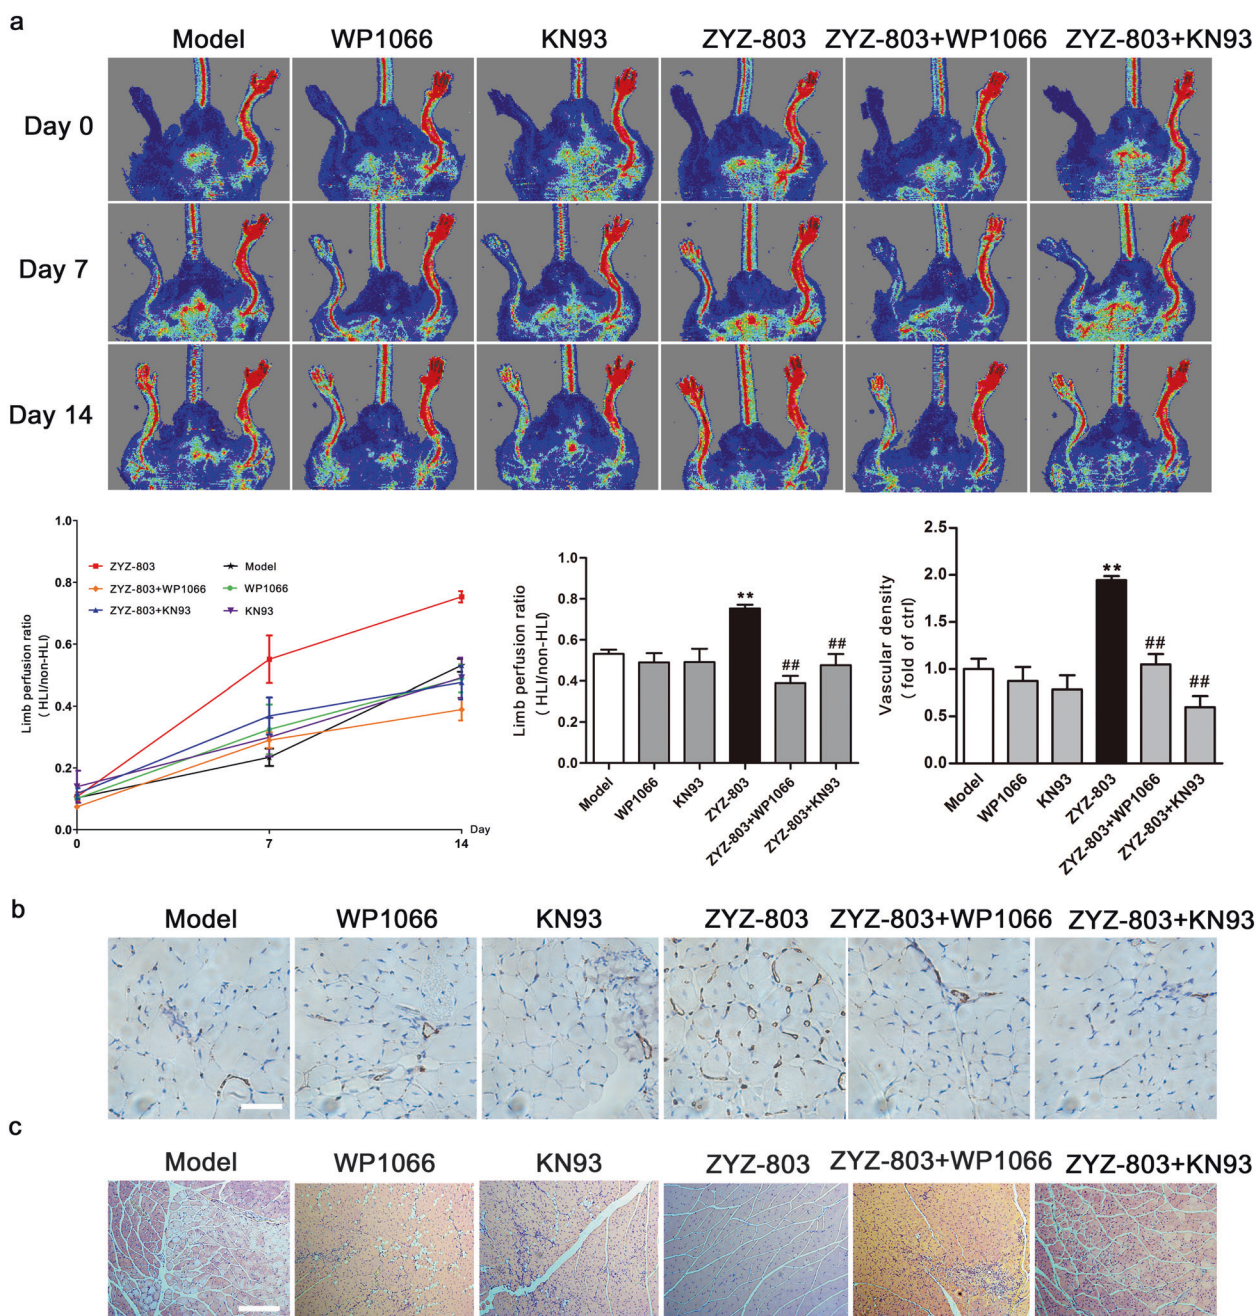 a
Model WP1066 KN93 ZYZ-803 ZYZ-803+WP1066 ZYZ-803+KN93
Day 0
Day 7
Day 14
Limb perfusion ratio
( HLI/non-HLI)
1.0
0.8
0.6
0.4
0.2
0.0
ZYZ-803
ZYZ-803+WP1066
ZYZ-803+KN93
Model
WP1066
KN93
0 7 14 Day
Limb perfusion ratio
( HLI/non-HLI)
1.0
0.8
0.6
0.4
0.2
0.0
**
##
##
Model WP1066 KN93 ZYZ-803 ZYZ-803+WP1066 ZYZ-803+KN93
Vascular density
( fold of ctrl)
2.5
2.0
1.5
1.0
0.5
0.0
**
##
##
Model WP1066 KN93 ZYZ-803 ZYZ-803+WP1066 ZYZ-803+KN93
b
Model WP1066 KN93 ZYZ-803 ZYZ-803+WP1066 ZYZ-803+KN93
c
Model WP1066 KN93 ZYZ-803 ZYZ-803+WP1066 ZYZ-803+KN93